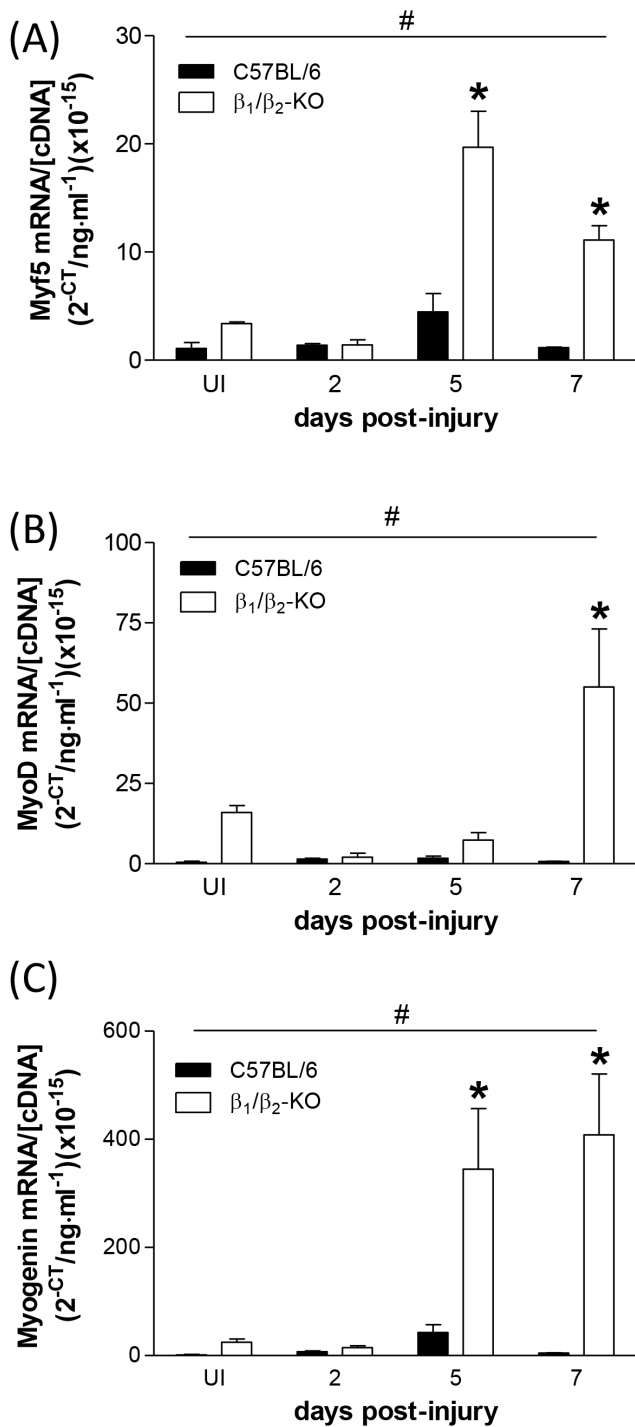 (A)
#
30
20
10
0
Myf5 mRNA/[cDNA]
(2⁻ᶜᵀ/ng·ml⁻¹)(x10⁻¹⁵)
C57BL/6
β₁/β₂-KO
*
*
UI 2 5 7
days post-injury
(B)
#
100
75
50
25
0
MyoD mRNA/[cDNA]
(2⁻ᶜᵀ/ng·ml⁻¹)(x10⁻¹⁵)
C57BL/6
β₁/β₂-KO
*
UI 2 5 7
days post-injury
(C)
#
600
400
200
0
Myogenin mRNA/[cDNA]
(2⁻ᶜᵀ/ng·ml⁻¹)(x10⁻¹⁵)
C57BL/6
β₁/β₂-KO
*
*
UI 2 5 7
days post-injury